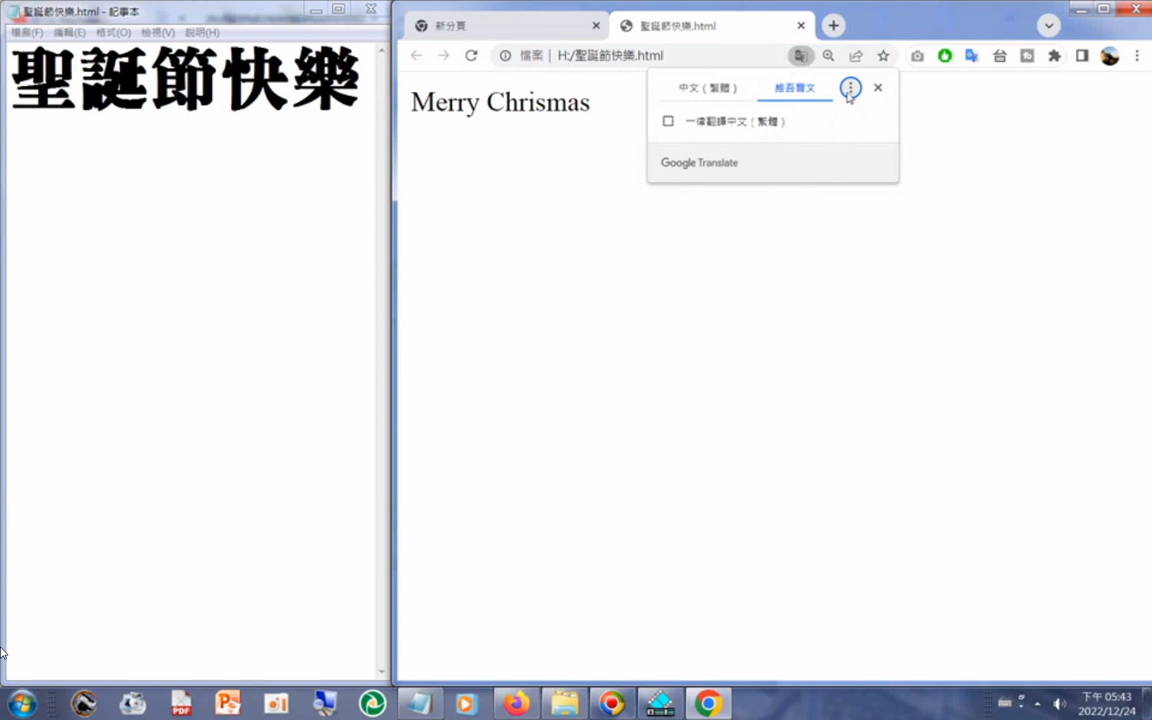 聖誕節快樂.html - 記事本
檔案(F) 編輯(E) 格式(O) 檢視(V) 說明(H)
聖誕節快樂
新分頁
聖誕節快樂.html
檔案 | H:/聖誕節快樂.html
中文（繁體） 維吾爾文
一律翻譯中文（繁體）
Google Translate
Merry Chrismas
下午 05:43
2022/12/24